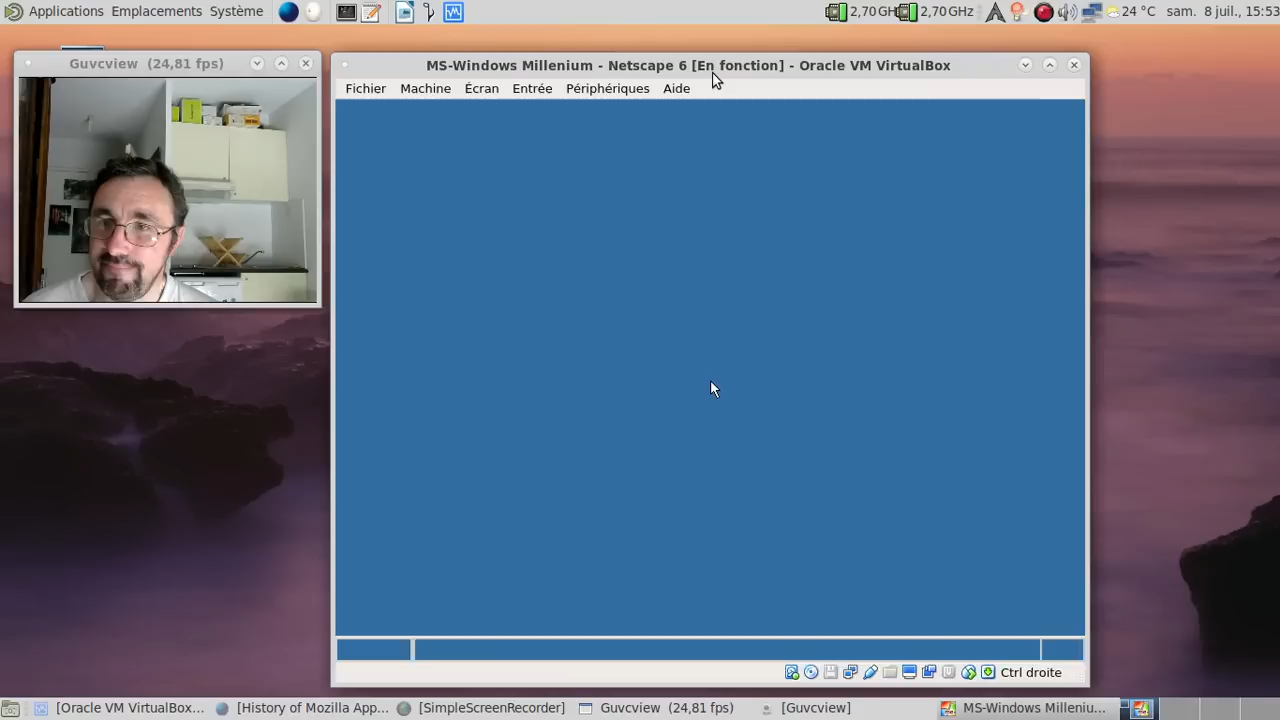 Applications Emplacements Système
2,70 GH 2,70 GHz
24 °C sam. 8 juil., 15:53
Guvcview (24,81 fps)
MS-Windows Millenium - Netscape 6 [En fonction] - Oracle VM VirtualBox
Fichier Machine Écran Entrée Périphériques Aide
Ctrl droite
[Oracle VM VirtualBox... [History of Mozilla App... [SimpleScreenRecorder] Guvcview (24,81 fps) [Guvcview] MS-Windows Milleniu...